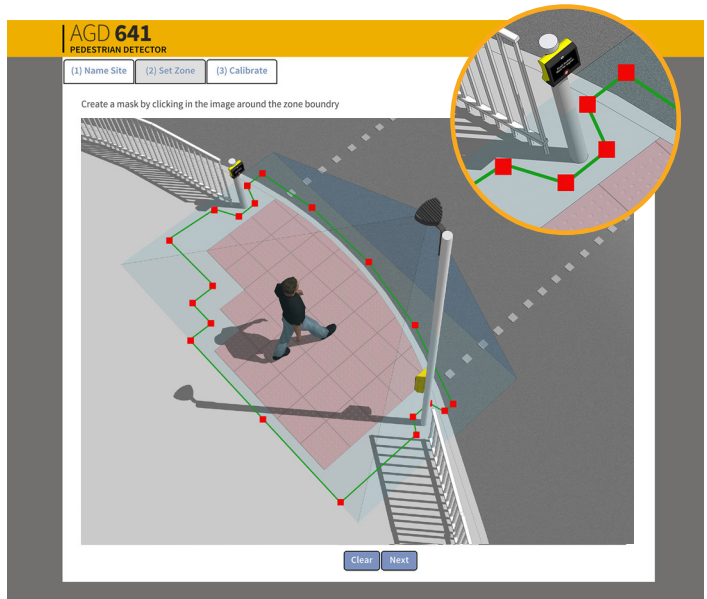 AGD 641
PEDESTRIAN DETECTOR
(1) Name Site
(2) Set Zone
(3) Calibrate
Create a mask by clicking in the image around the zone boundry
Clear
Next